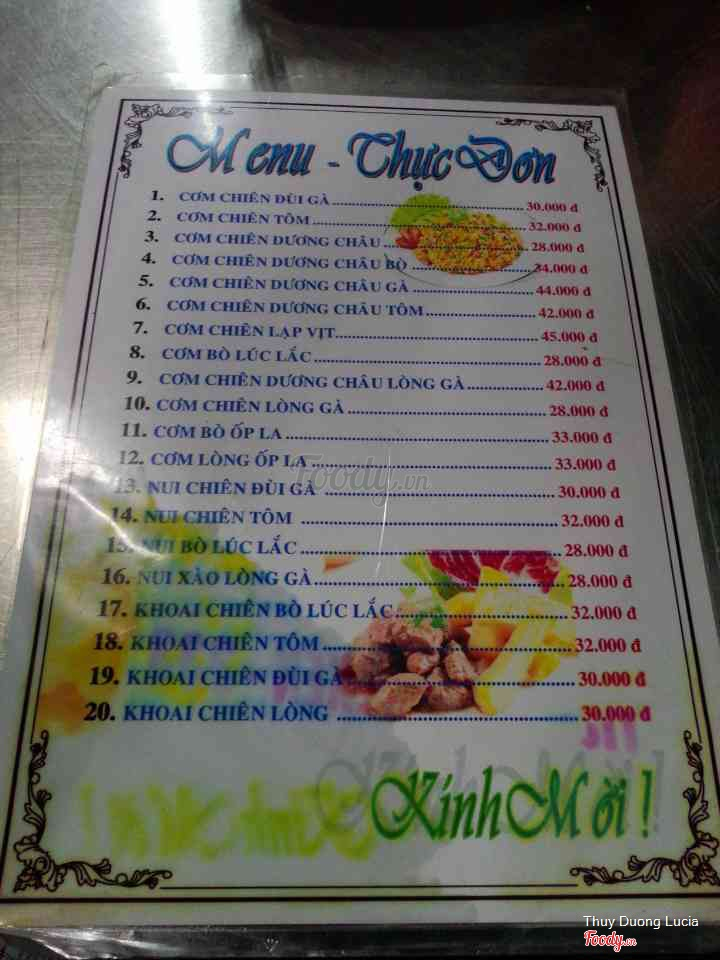 Menu - Thực Đơn
1. CƠM CHIÊN ĐÙI GÀ 30.000 đ
2. CƠM CHIÊN TÔM 32.000 đ
3. CƠM CHIÊN DƯƠNG CHÂU 28.000 đ
4. CƠM CHIÊN DƯƠNG CHÂU BÒ 34.000 đ
5. CƠM CHIÊN DƯƠNG CHÂU GÀ 44.000 đ
6. CƠM CHIÊN DƯƠNG CHÂU TÔM 42.000 đ
7. CƠM CHIÊN LẠP VỊT 45.000 đ
8. CƠM BÒ LÚC LẮC 28.000 đ
9. CƠM CHIÊN DƯƠNG CHÂU LÒNG GÀ 42.000 đ
10. CƠM CHIÊN LÒNG GÀ 28.000 đ
11. CƠM BÒ ỐP LA 33.000 đ
12. CƠM LÒNG ỐP LA 33.000 đ
Foody.vn
13. NUI CHIÊN ĐÙI GÀ 30.000 đ
14. NUI CHIÊN TÔM 32.000 đ
15. NUI BÒ LÚC LẮC 28.000 đ
16. NUI XÀO LÒNG GÀ 28.000 đ
17. KHOAI CHIÊN BÒ LÚC LẮC 32.000 đ
18. KHOAI CHIÊN TÔM 32.000 đ
19. KHOAI CHIÊN ĐÙI GÀ 30.000 đ
20. KHOAI CHIÊN LÒNG 30.000 đ
Kính Mời !
Thuy Duong Lucia
Foody.vn